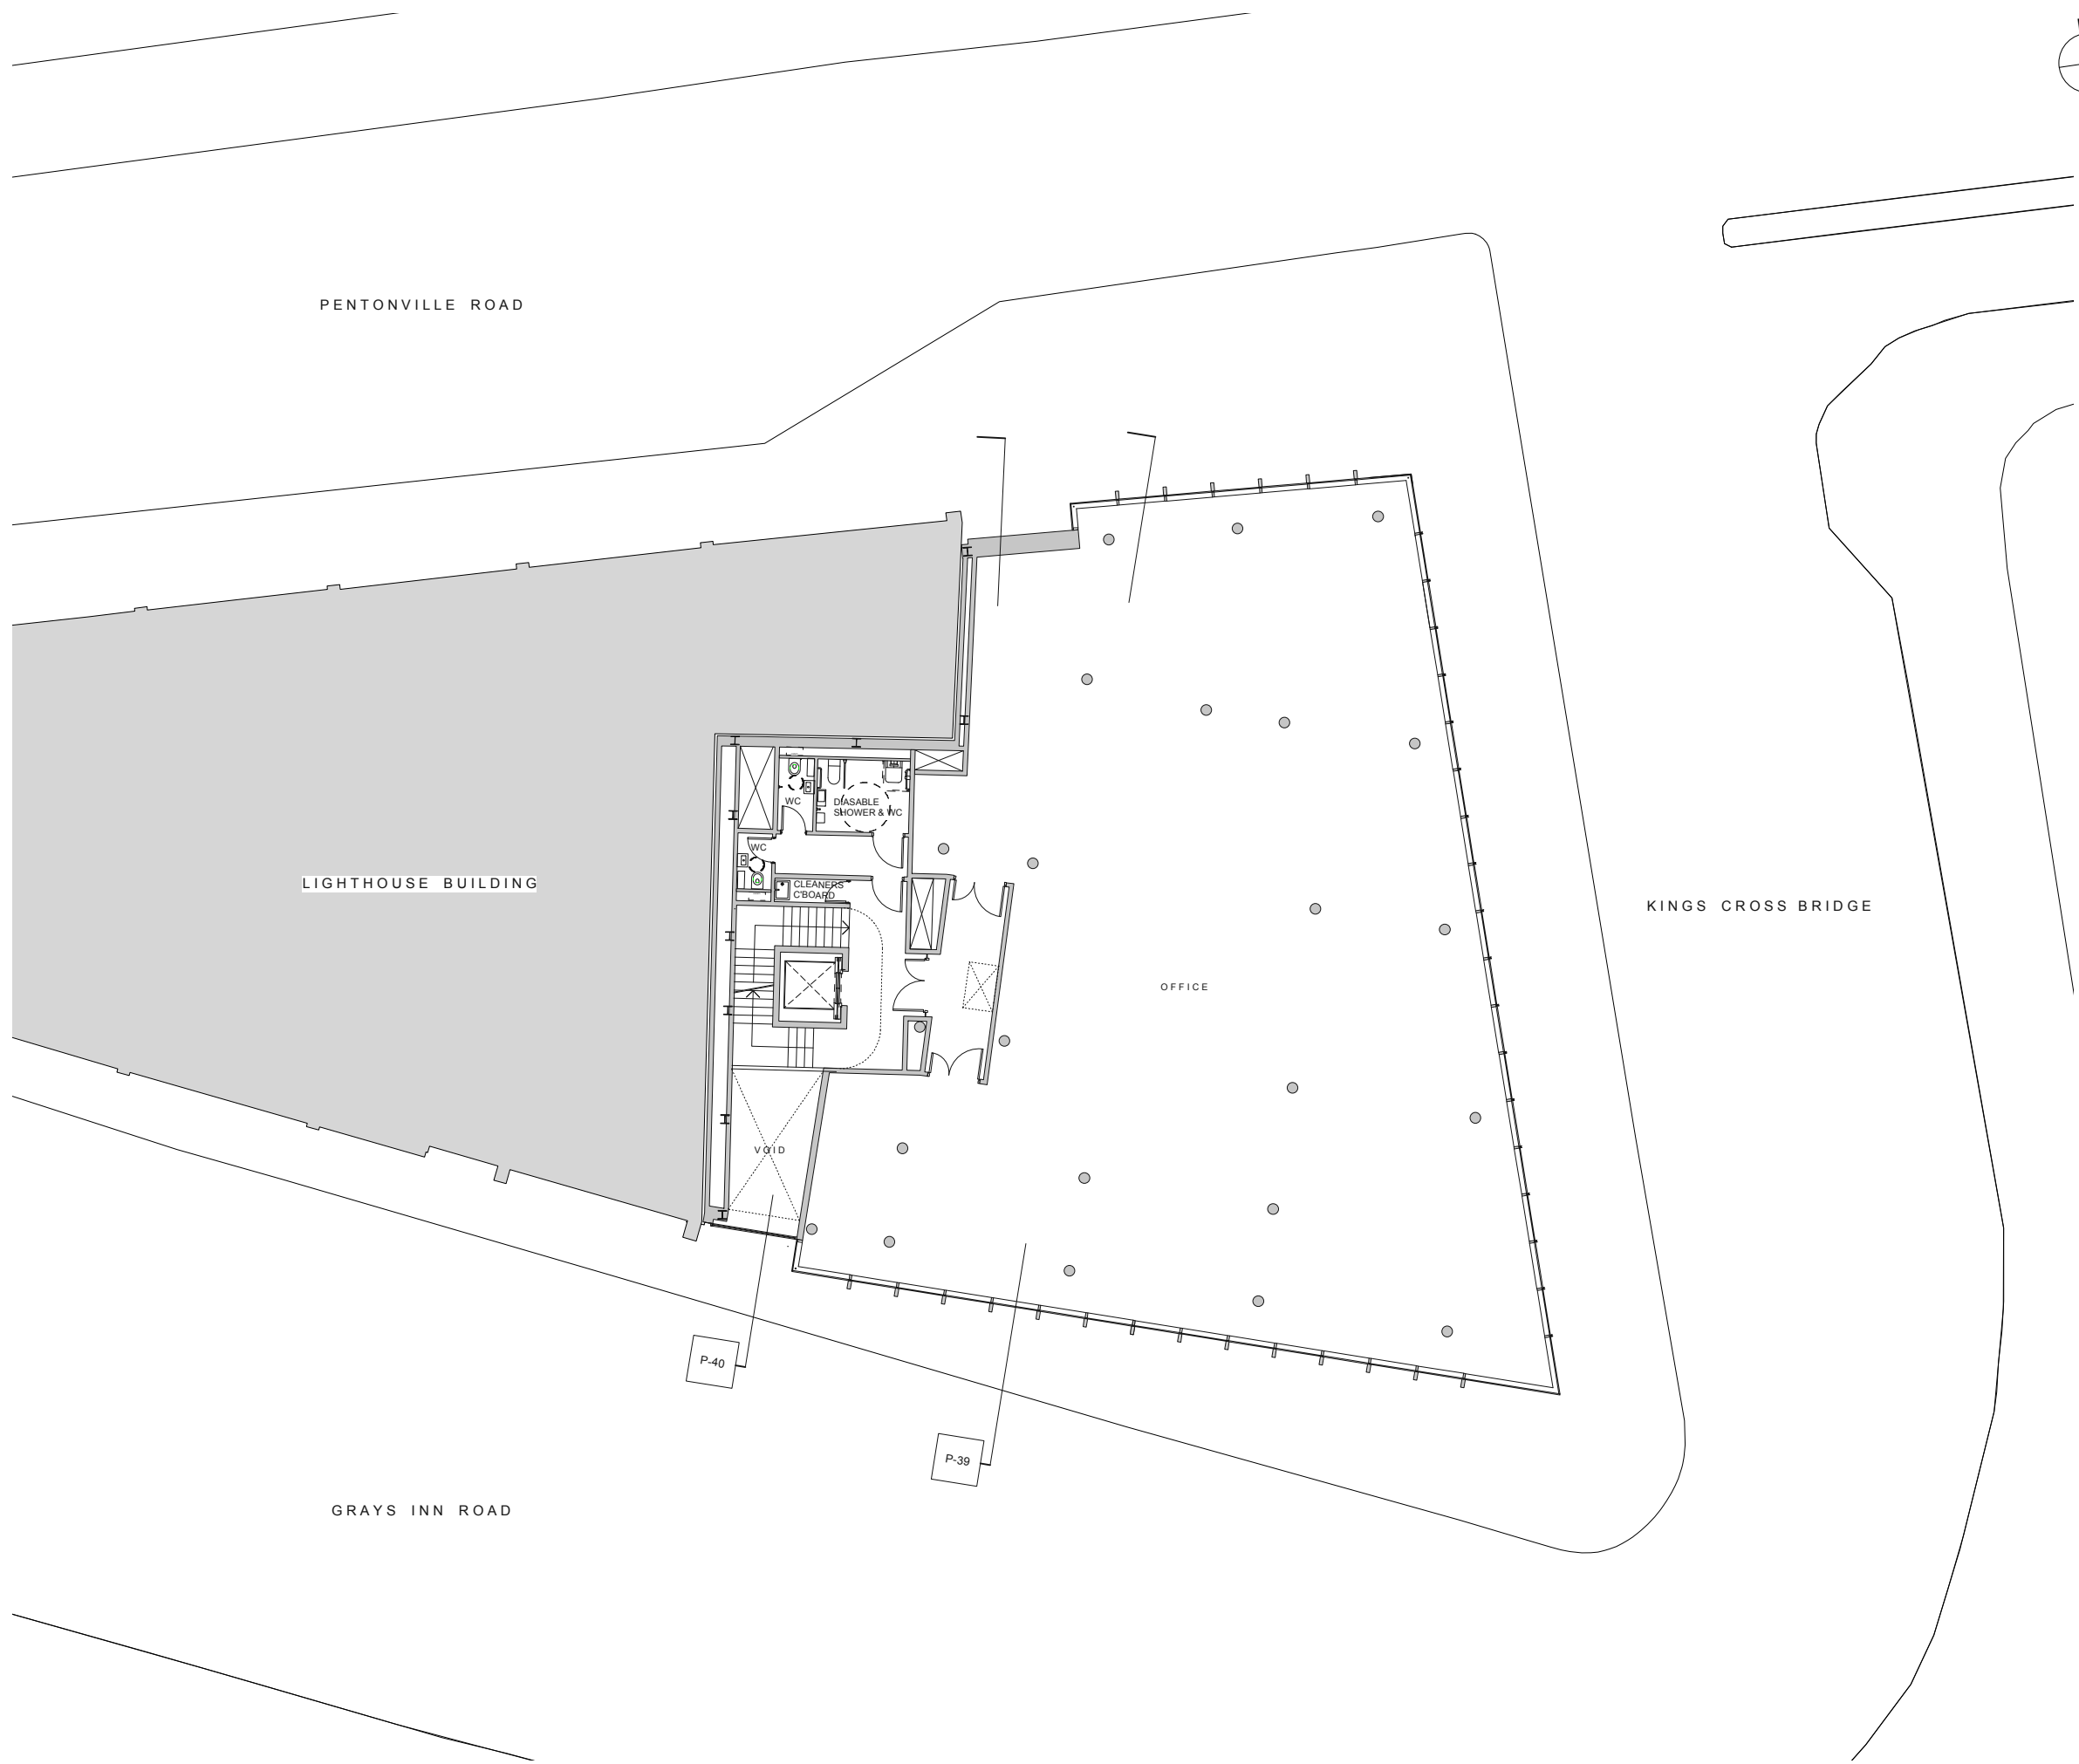 PENTONVILLE ROAD
WC
DIASABLE
SHOWER & WC
WC
CLEANERS
C'BOARD
LIGHTHOUSE BUILDING
KINGS CROSS BRIDGE
OFFICE
VOID
P-40
P-39
GRAYS INN ROAD